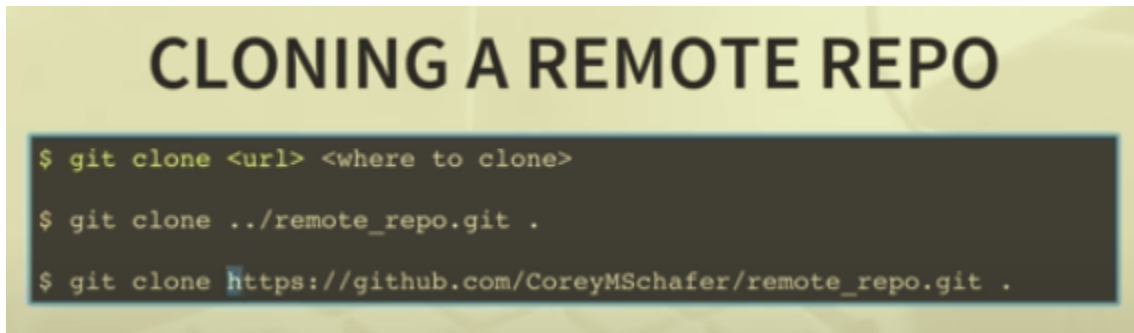 CLONING A REMOTE REPO
$ git clone <url> <where to clone>
$ git clone ../remote_repo.git .
$ git clone https://github.com/CoreyMSchafer/remote_repo.git .